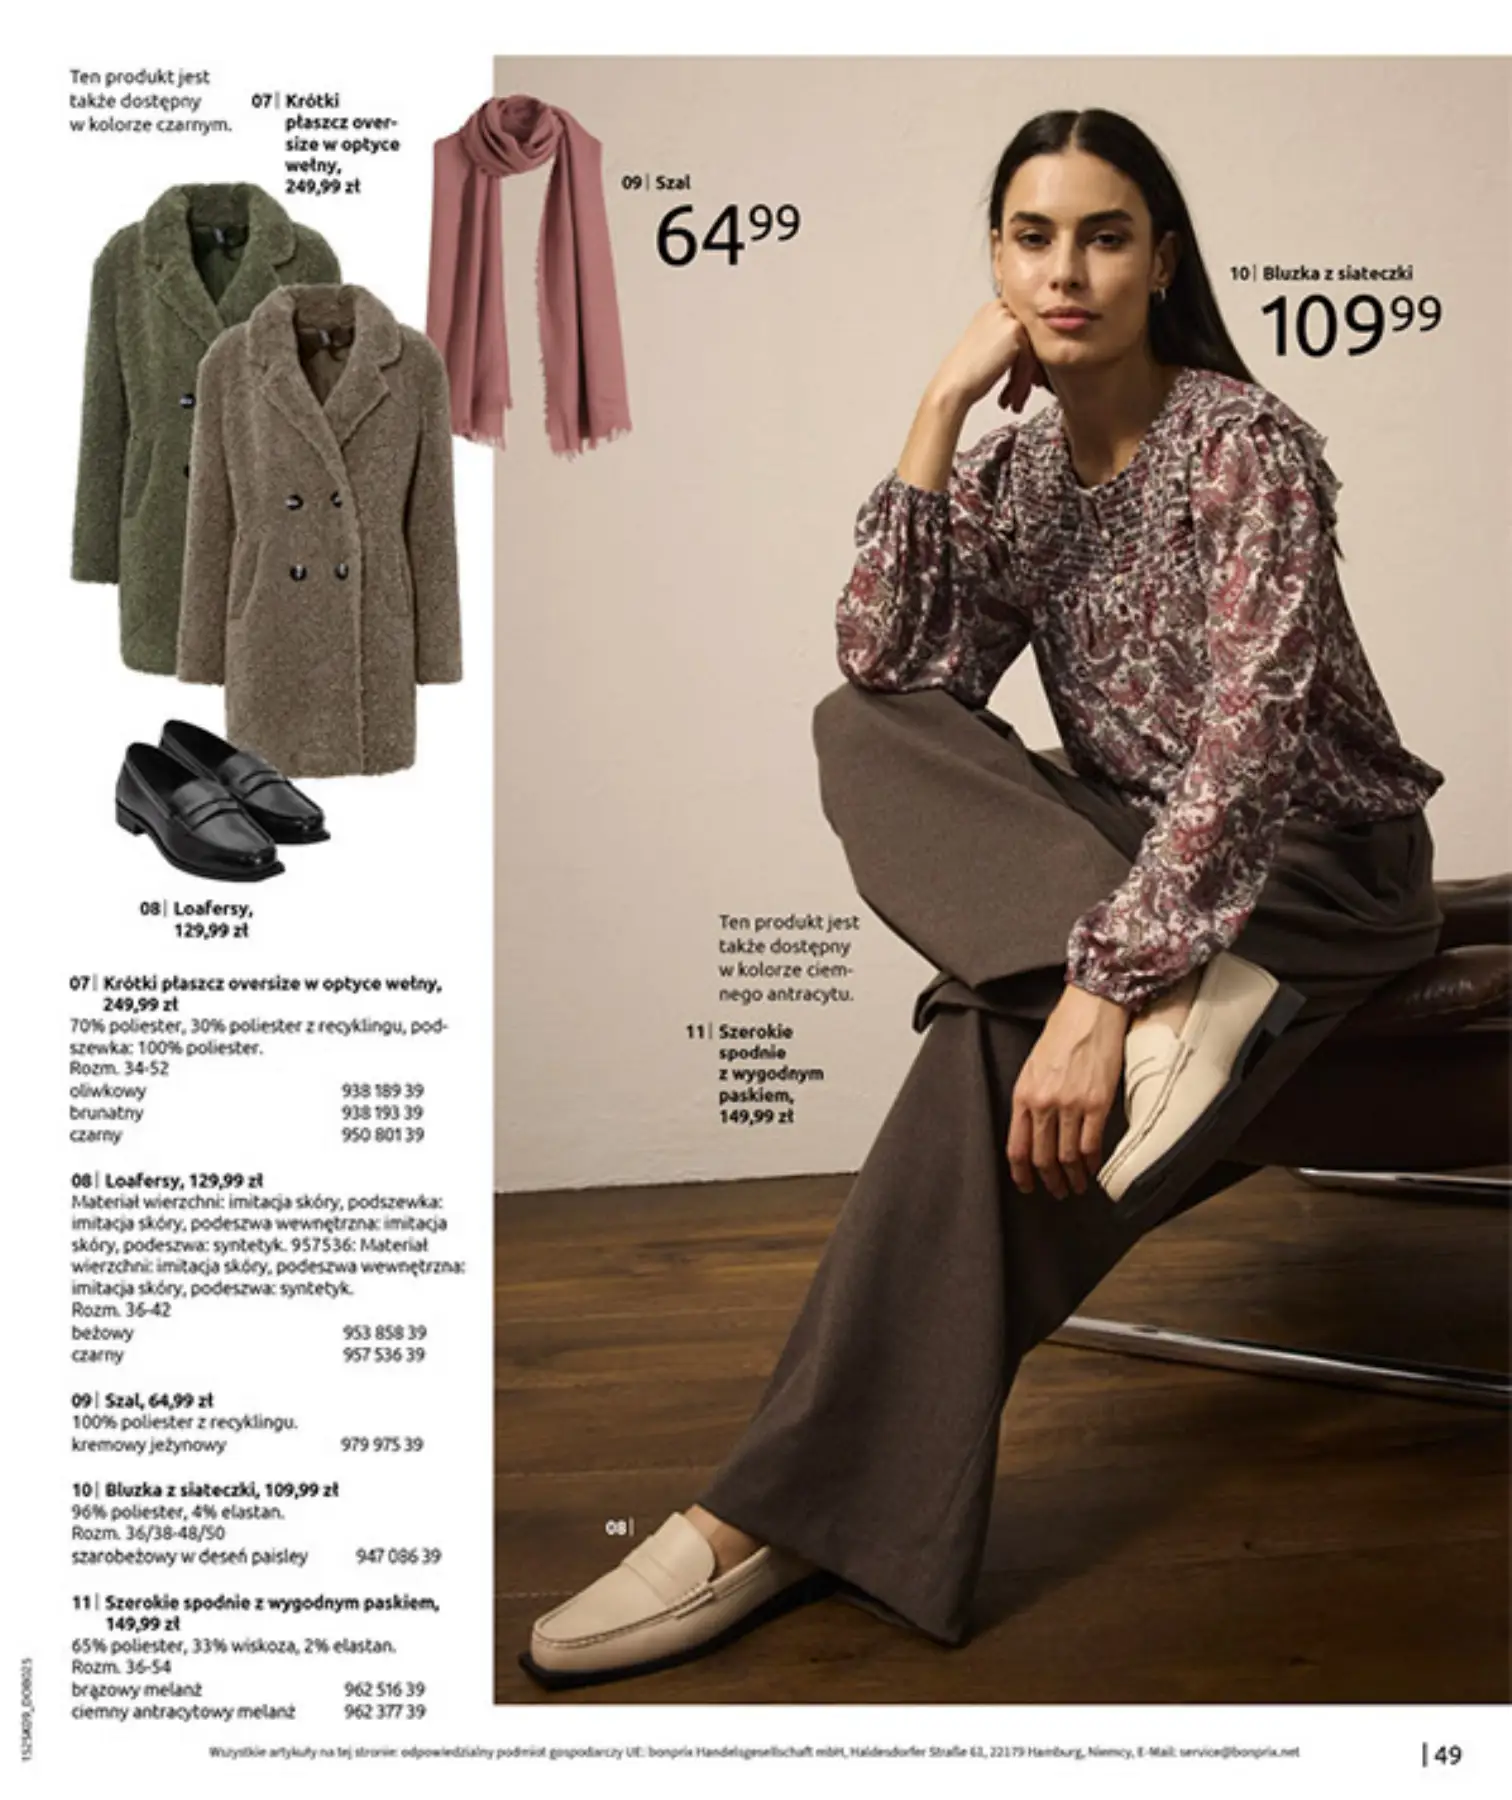 Ten produkt jest
także dostępny
w kolorze czarnym.
07| Krótki
płaszcz over-
size w optyce
wełny,
249,99 zł
09| Szal
64 99
10| Bluzka z siateczki
109 99
08| Loafersy,
129,99 zł
Ten produkt jest
także dostępny
w kolorze ciem-
nego antracytu.
11| Szerokie
spodnie
z wygodnym
paskiem,
149,99 zł
07| Krótki płaszcz oversize w optyce wełny,
249,99 zł
70% poliester, 30% poliester z recyklingu, pod-
szewka: 100% poliester.
Rozm. 34-52
oliwkowy 938 189 39
brunatny 938 193 39
czarny 950 801 39
08| Loafersy, 129,99 zł
Materiał wierzchni: imitacja skóry, podszewka:
imitacja skóry, podeszwa wewnętrzna: imitacja
skóry, podeszwa: syntetyk. 957536: Materiał
wierzchni: imitacja skóry, podeszwa wewnętrzna:
imitacja skóry, podeszwa: syntetyk.
Rozm. 36-42
beżowy 953 858 39
czarny 957 536 39
09| Szal, 64,99 zł
100% poliester z recyklingu.
kremowy jeżynowy 979 975 39
10| Bluzka z siateczki, 109,99 zł
96% poliester, 4% elastan.
Rozm. 36/38-48/50
szarobeżowy w deseń paisley 947 086 39
11| Szerokie spodnie z wygodnym paskiem,
149,99 zł
65% poliester, 33% wiskoza, 2% elastan.
Rozm. 36-54
brązowy melanż 962 516 39
ciemny antracytowy melanż 962 377 39
08|
152SK09_DOB025
Wszystkie artykuły na tej stronie: odpowiedzialny podmiot gospodarczy UE: bonprix Handelsgesellschaft mbH, Haldesdorfer Straße 61, 22179 Hamburg, Niemcy, E-Mail: service@bonprix.net
| 49